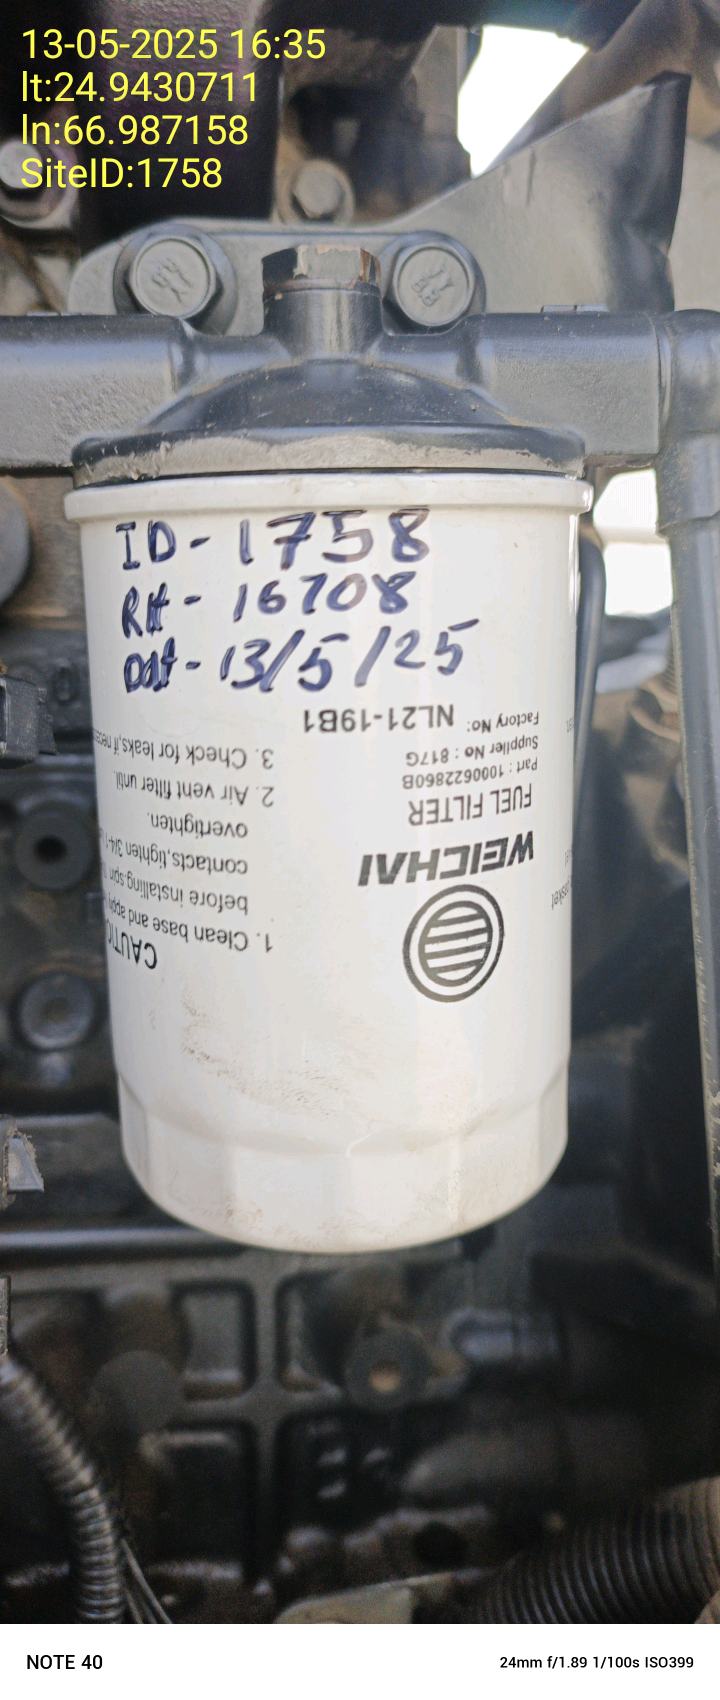 13-05-2025 16:35
lt:24.9430711
ln:66.987158
SiteID:1758
ID - 1758
RH - 16708
Dat - 13/5/25
WEICHAI
FUEL FILTER
Part : 1000622860B
Supplier No : 817G
Factory No: NL21-19B1
CAUTIO
1. Clean base and
before installing.spin
contacts,tighten 3/4-1
overtighten.
2. Air vent filter until.
3. Check for leaks,if
NOTE 40
24mm f/1.89 1/100s ISO399